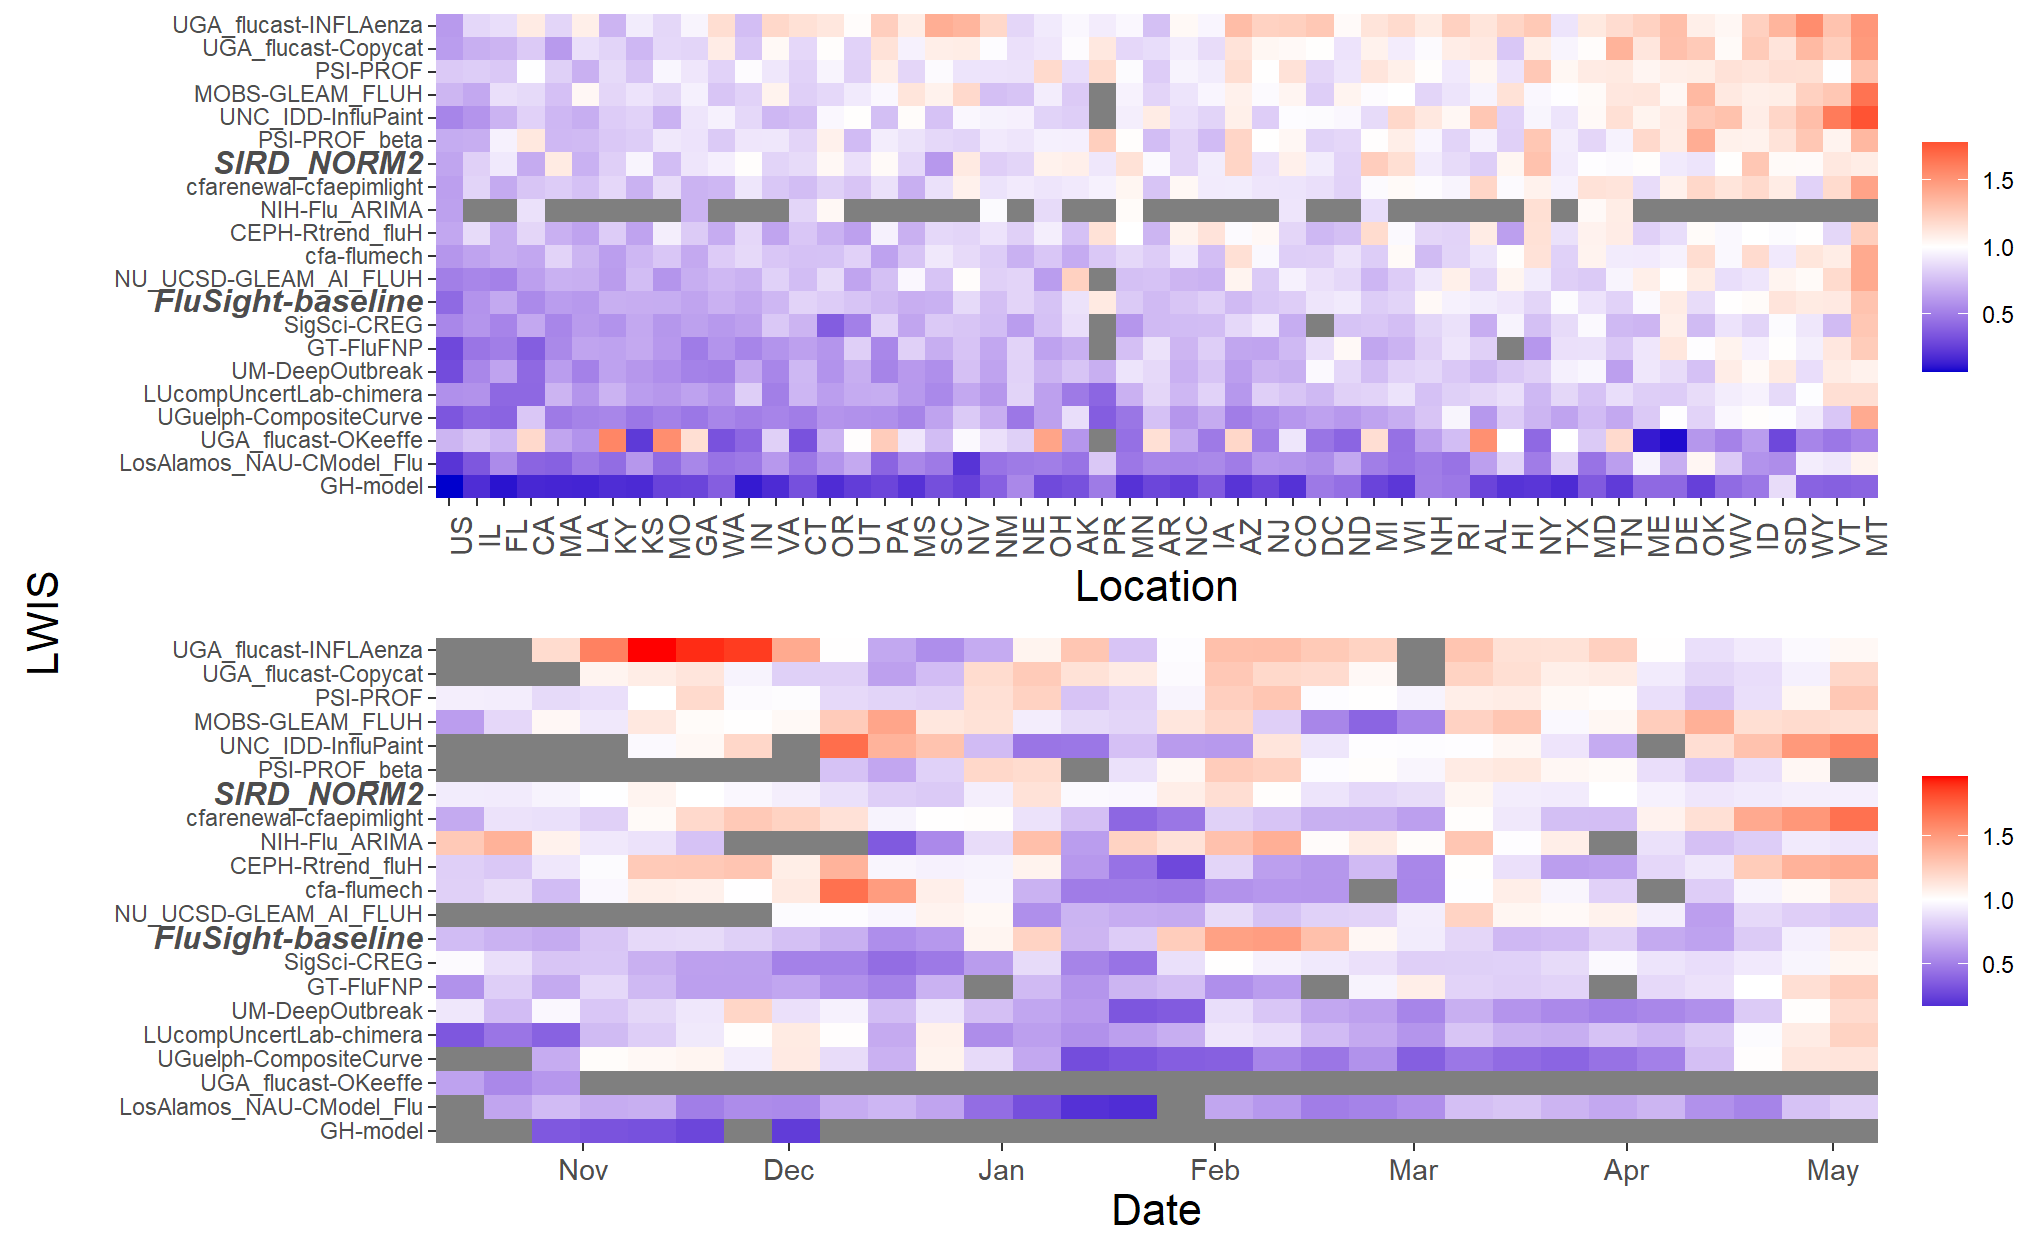 UGA_flucast-INFLAenza
UGA_flucast-Copycat
PSI-PROF
MOBS-GLEAM_FLUH
UNC_IDD-InfluPaint
PSI-PROF_beta
SIRD_NORM2
cfarenewal-cfaepimlight
NIH-Flu_ARIMA
CEPH-Rtrend_fluH
cfa-flumech
NU_UCSD-GLEAM_AI_FLUH
FluSight-baseline
SigSci-CREG
GT-FluFNP
UM-DeepOutbreak
LUcompUncertLab-chimera
UGuelph-CompositeCurve
UGA_flucast-OKeeffe
LosAlamos_NAU-CModel_Flu
GH-model
1.5
1.0
0.5
US IL FL CA MA LA KY KS MO GA WA IN VA CT OR UT PA MS SC NV NM NE OH AK PR MN AR NC IA AZ NJ CO DC ND MI WI NH RI AL HI NY TX MD TN ME DE OK WV ID SD WY VT MT
Location
LWIS
UGA_flucast-INFLAenza
UGA_flucast-Copycat
PSI-PROF
MOBS-GLEAM_FLUH
UNC_IDD-InfluPaint
PSI-PROF_beta
SIRD_NORM2
cfarenewal-cfaepimlight
NIH-Flu_ARIMA
CEPH-Rtrend_fluH
cfa-flumech
NU_UCSD-GLEAM_AI_FLUH
FluSight-baseline
SigSci-CREG
GT-FluFNP
UM-DeepOutbreak
LUcompUncertLab-chimera
UGuelph-CompositeCurve
UGA_flucast-OKeeffe
LosAlamos_NAU-CModel_Flu
GH-model
1.5
1.0
0.5
Nov Dec Jan Feb Mar Apr May
Date